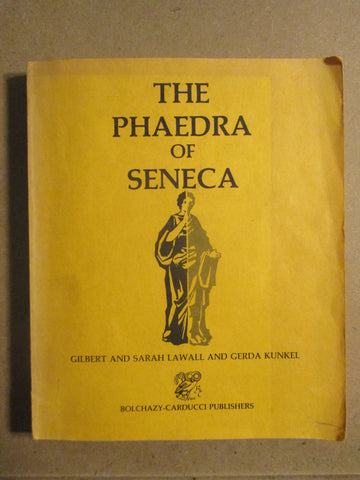 THE
PHAEDRA
OF
SENECA
GILBERT AND SARAH LAWALL AND GERDA KUNKEL
BOLCHAZY-CARDUCCI PUBLISHERS